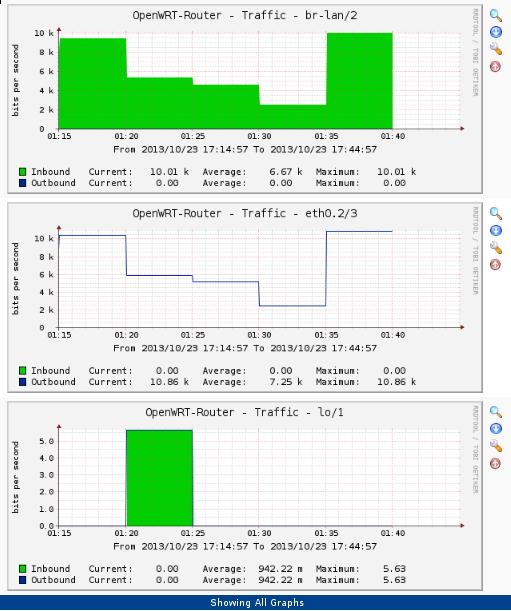 OpenWRT-Router - Traffic - br-lan/2
RRDTOOL / TOBI OETIKER
bits per second
10 k
8 k
6 k
4 k
2 k
0
01:15 01:20 01:25 01:30 01:35 01:40
From 2013/10/23 17:14:57 To 2013/10/23 17:44:57
Inbound Current: 10.01 k Average: 6.67 k Maximum: 10.01 k
Outbound Current: 0.00 Average: 0.00 Maximum: 0.00
OpenWRT-Router - Traffic - eth0.2/3
RRDTOOL / TOBI OETIKER
bits per second
10 k
8 k
6 k
4 k
2 k
0
01:15 01:20 01:25 01:30 01:35 01:40
From 2013/10/23 17:14:57 To 2013/10/23 17:44:57
Inbound Current: 0.00 Average: 0.00 Maximum: 0.00
Outbound Current: 10.86 k Average: 7.25 k Maximum: 10.86 k
OpenWRT-Router - Traffic - lo/1
RRDTOOL / TOBI OETIKER
bits per second
5.0
4.0
3.0
2.0
1.0
0.0
01:15 01:20 01:25 01:30 01:35 01:40
From 2013/10/23 17:14:57 To 2013/10/23 17:44:57
Inbound Current: 0.00 Average: 942.22 m Maximum: 5.63
Outbound Current: 0.00 Average: 942.22 m Maximum: 5.63
Showing All Graphs